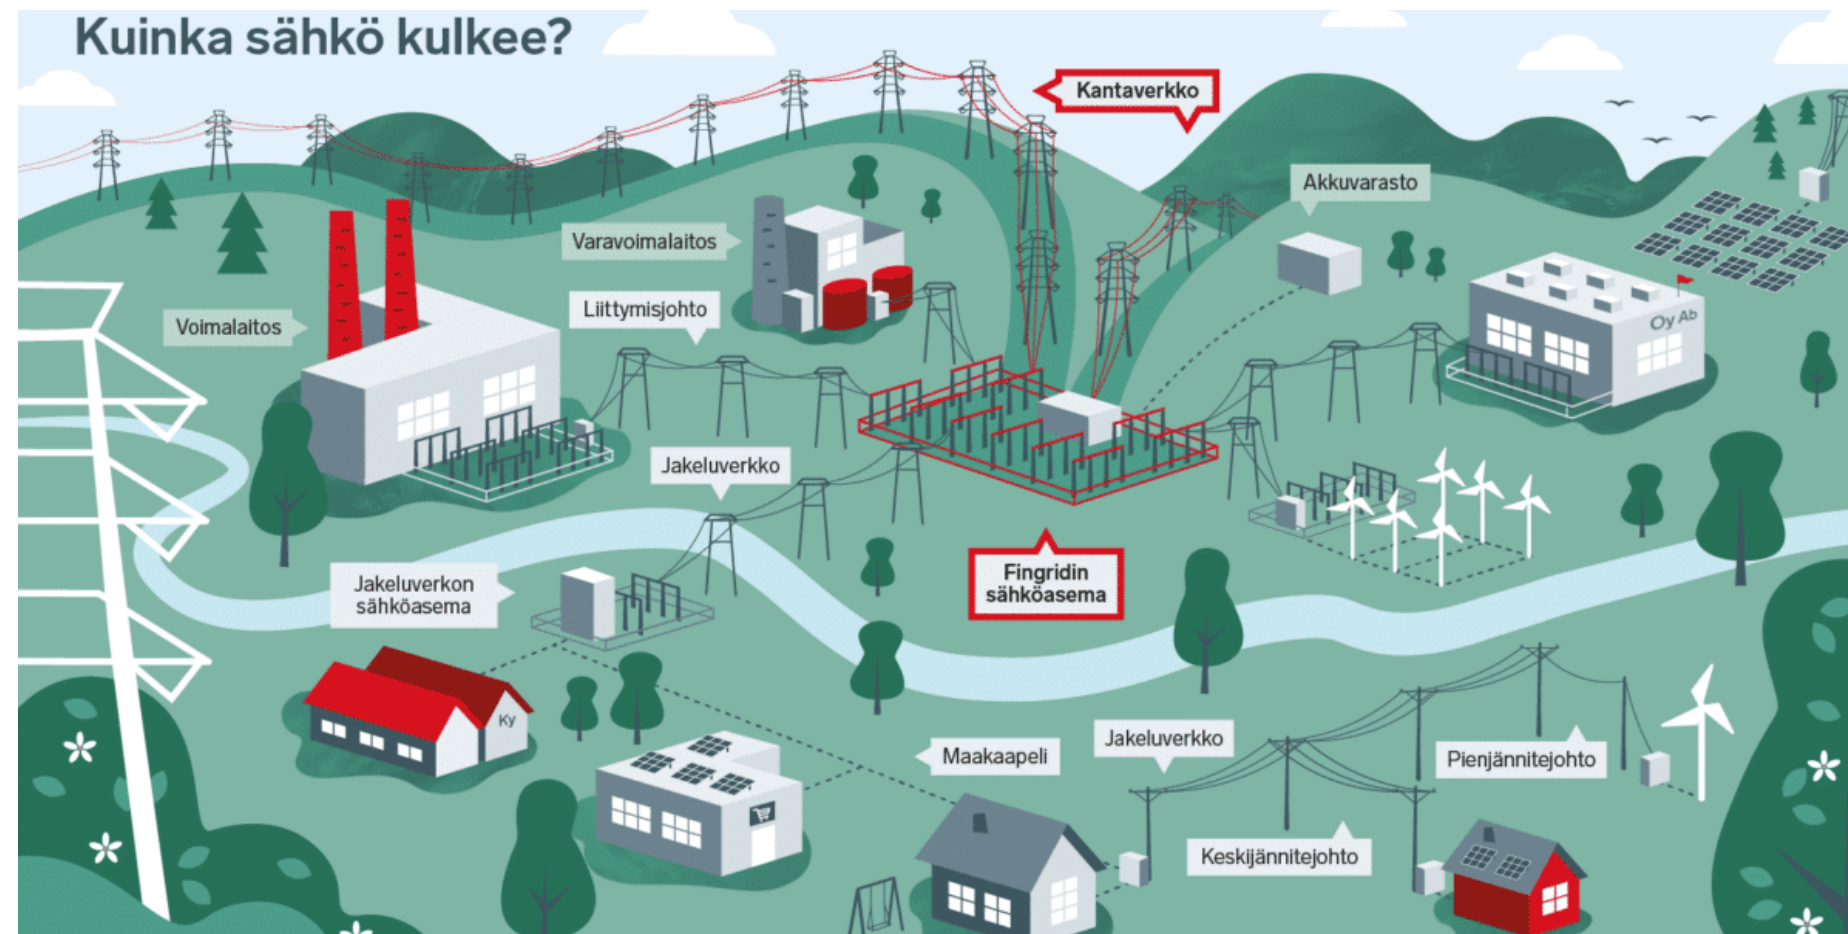 Kuinka sähkö kulkee?
Kantaverkko
Akkuvarasto
Varavoimalaitos
Liittymisjohto
Voimalaitos
Oy Ab
Jakeluverkko
Fingridin
sähköasema
Jakeluverkon
sähköasema
Ky
Maakaapeli
Jakeluverkko
Pienjännitejohto
Keskijännitejohto